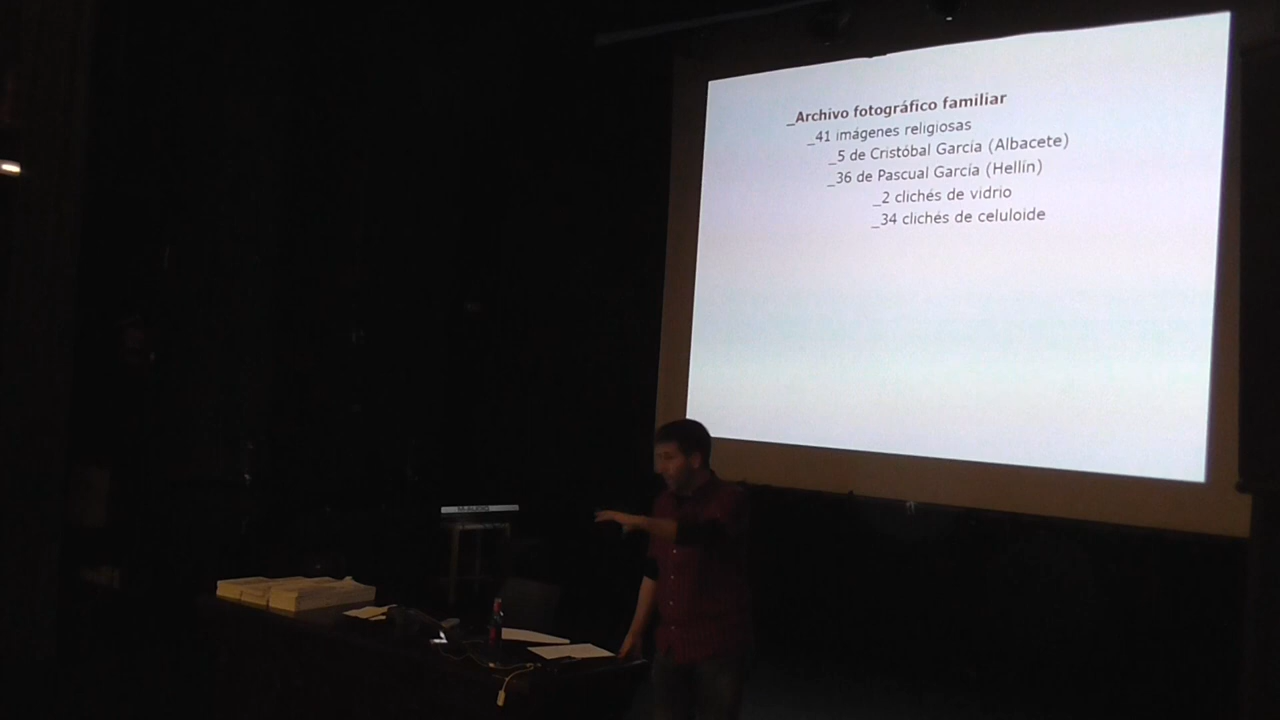 _Archivo fotográfico familiar
_41 imágenes religiosas
_5 de Cristóbal García (Albacete)
_36 de Pascual García (Hellín)
_2 clichés de vidrio
_34 clichés de celuloide
M-AUDIO